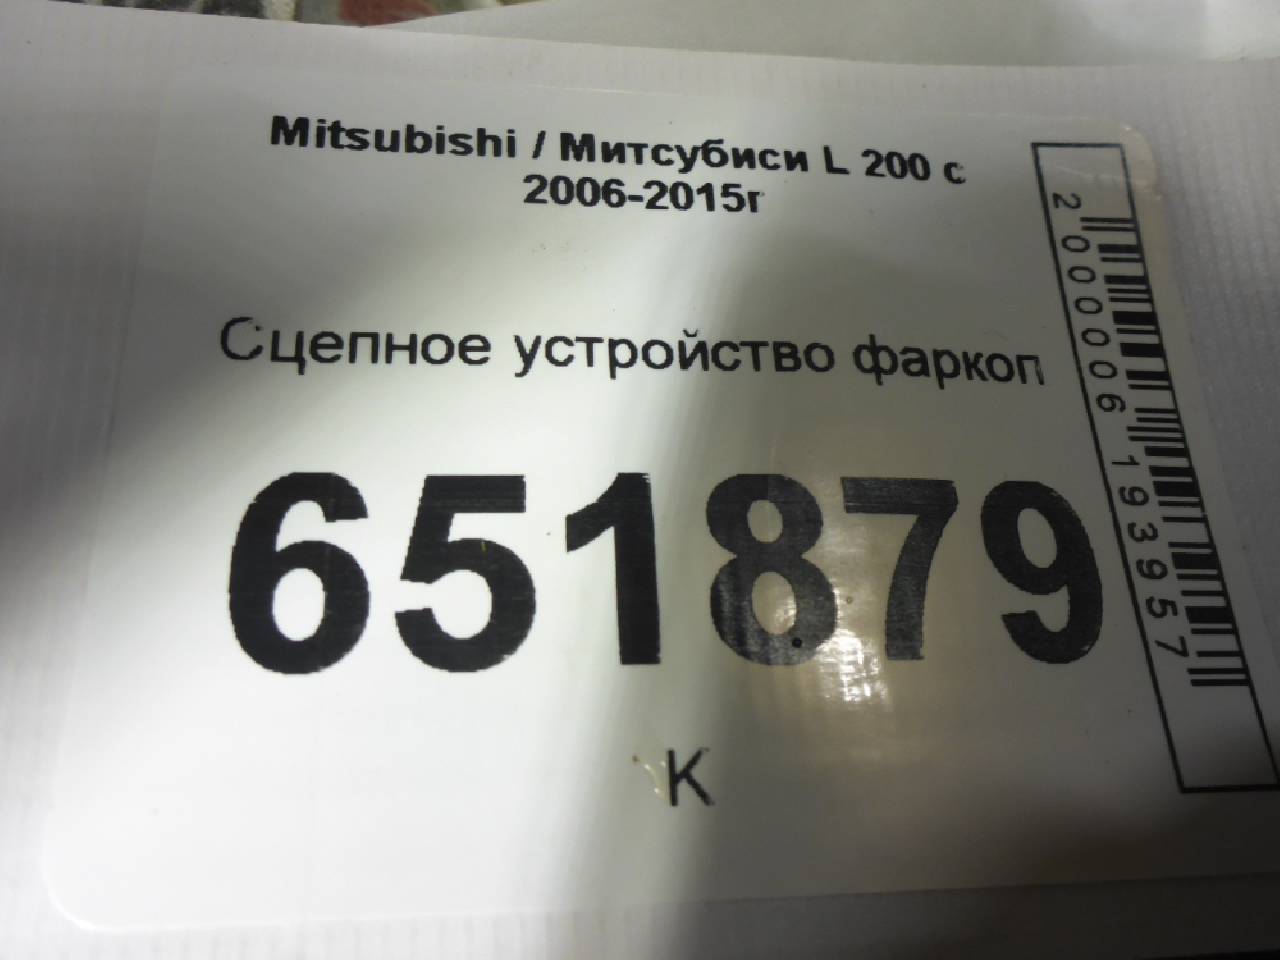 Mitsubishi / Митсубиси L 200 с
2006-2015г
Сцепное устройство фаркоп
651879
К
2000006193957